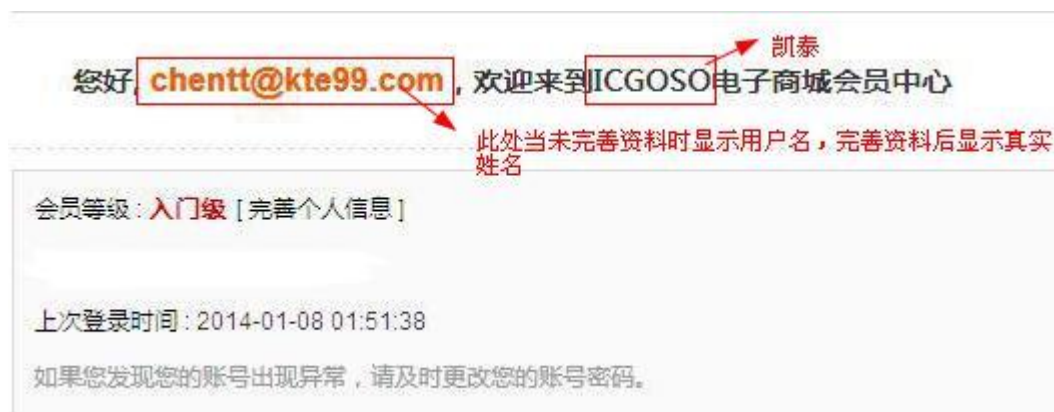 凯泰
您好, chentt@kte99.com , 欢迎来到ICGOSO电子商城会员中心
此处当未完善资料时显示用户名，完善资料后显示真实
姓名
会员等级 : 入门级 [ 完善个人信息 ]
上次登录时间 : 2014-01-08 01:51:38
如果您发现您的账号出现异常，请及时更改您的账号密码。